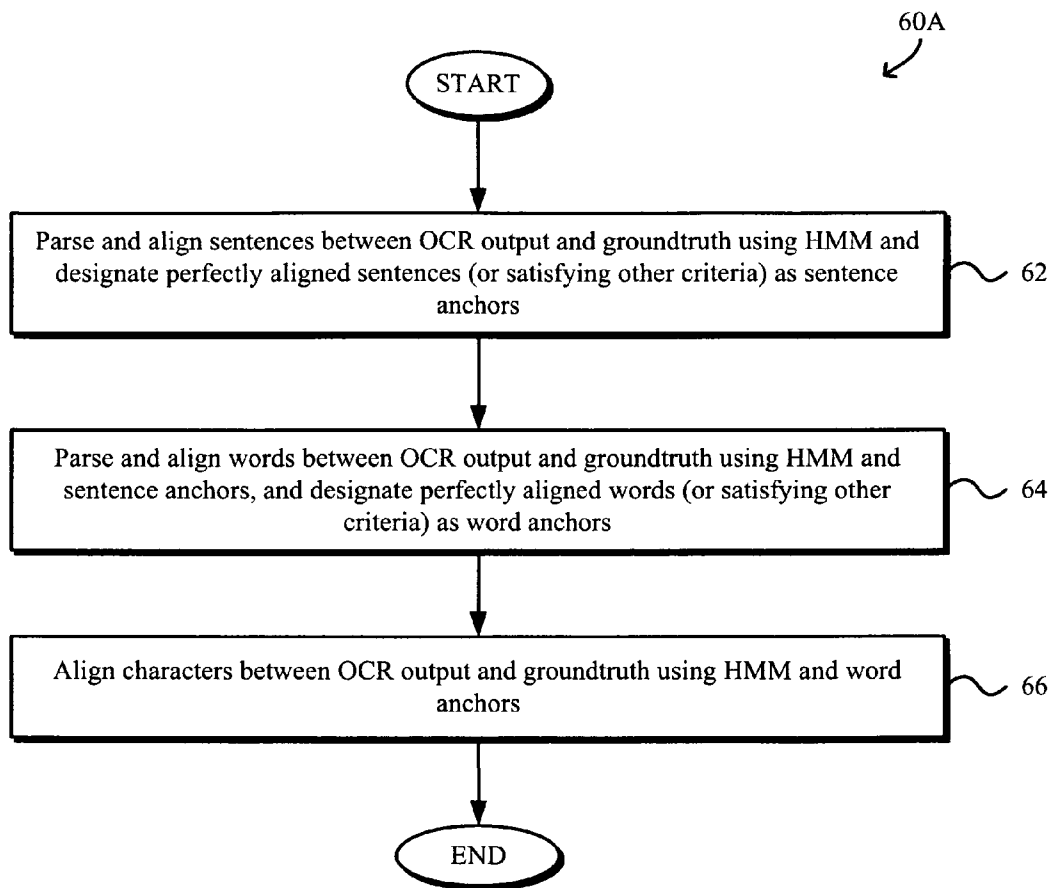 60A
START
Parse and align sentences between OCR output and groundtruth using HMM and
designate perfectly aligned sentences (or satisfying other criteria) as sentence
anchors
62
Parse and align words between OCR output and groundtruth using HMM and
sentence anchors, and designate perfectly aligned words (or satisfying other
criteria) as word anchors
64
Align characters between OCR output and groundtruth using HMM and word
anchors
66
END